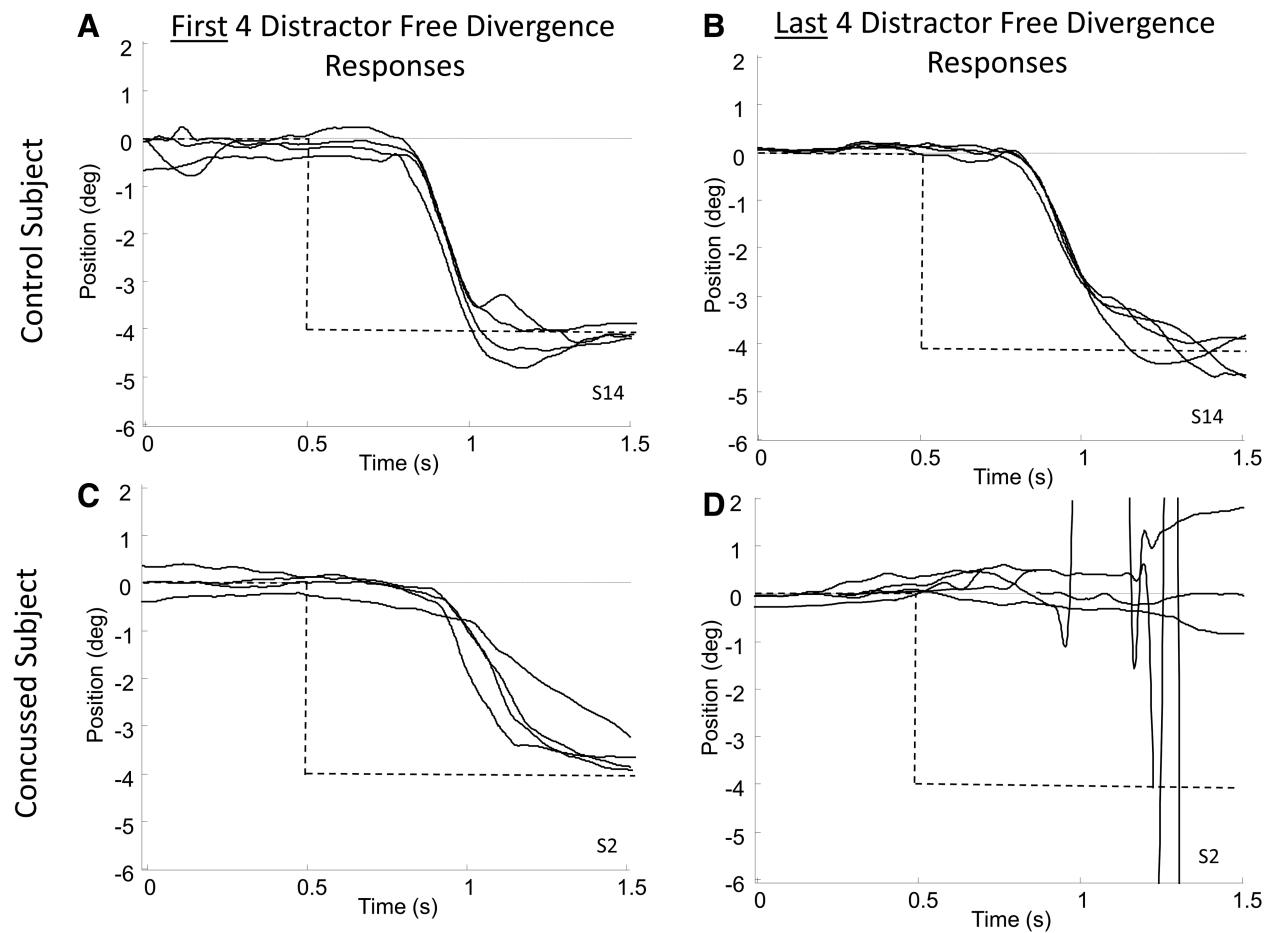 A
First 4 Distractor Free Divergence
Responses
B
Last 4 Distractor Free Divergence
Responses
Control Subject
Position (deg)
2
1
0
-1
-2
-3
-4
-5
-6
S14
0
0.5
1
1.5
Time (s)
Position (deg)
2
1
0
-1
-2
-3
-4
-5
-6
S14
0
0.5
1
1.5
Time (s)
Concussed Subject
C
Position (deg)
2
1
0
-1
-2
-3
-4
-5
-6
S2
0
0.5
1
1.5
Time (s)
D
Position (deg)
2
1
0
-1
-2
-3
-4
-5
-6
S2
0
0.5
1
1.5
Time (s)